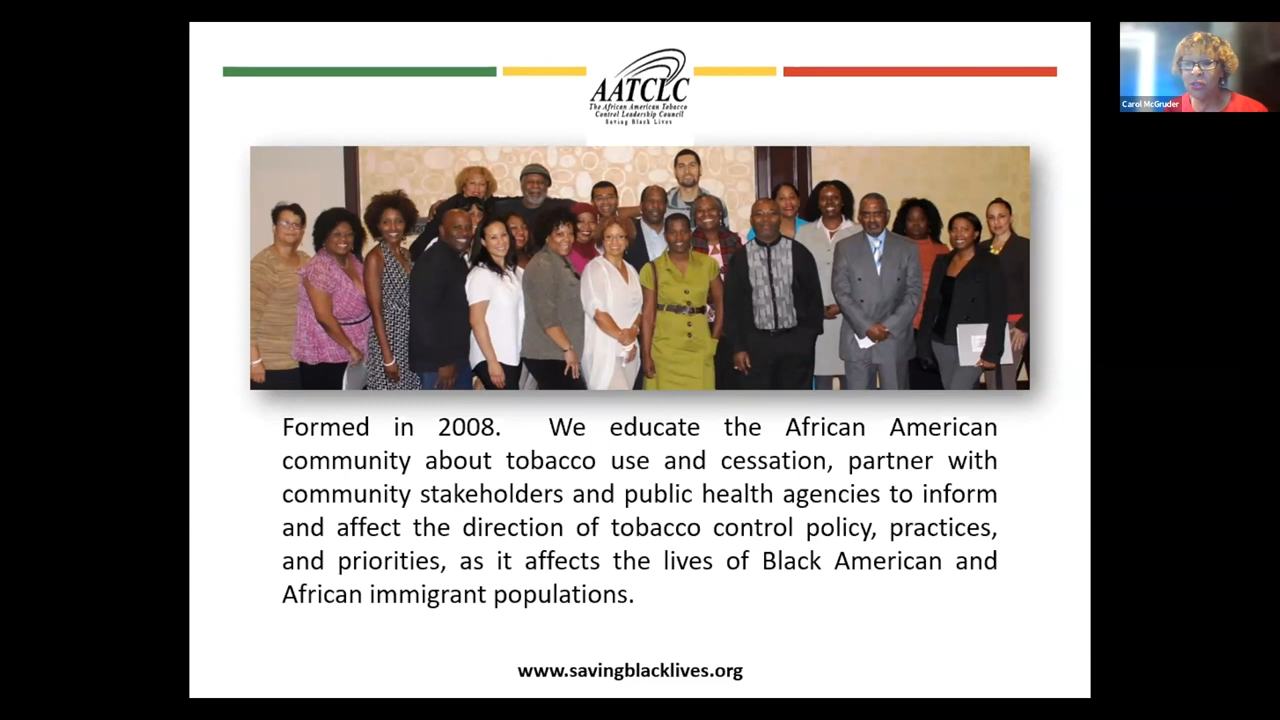 AATCLC
The African American Tobacco
Control Leadership Council
Saving Black Lives
Carol McGruder
Formed in 2008. We educate the African American
community about tobacco use and cessation, partner with
community stakeholders and public health agencies to inform
and affect the direction of tobacco control policy, practices,
and priorities, as it affects the lives of Black American and
African immigrant populations.
www.savingblacklives.org